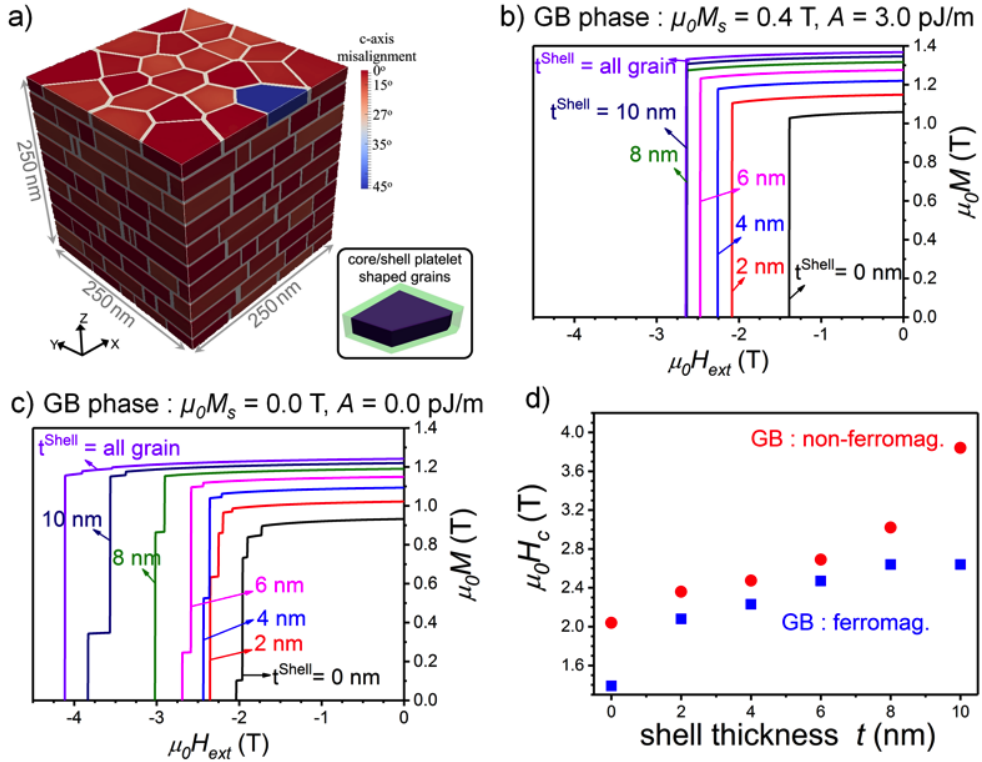 a)
c-axis
misalignment
0°
15°
27°
35°
45°
250 nm
250 nm
250 nm
Z
Y
X
core/shell platelet
shaped grains
b) GB phase : μ₀Mₛ = 0.4 T, A = 3.0 pJ/m
tShell = all grain
tShell = 10 nm
8 nm
6 nm
4 nm
2 nm
tShell = 0 nm
1.4
1.2
1.0
0.8
0.6
0.4
0.2
0.0
μ₀M (T)
-4 -3 -2 -1 0
μ₀Hext (T)
c) GB phase : μ₀Mₛ = 0.0 T, A = 0.0 pJ/m
tShell = all grain
10 nm
8 nm
6 nm
4 nm
2 nm
tShell = 0 nm
1.4
1.2
1.0
0.8
0.6
0.4
0.2
0.0
μ₀M (T)
-4 -3 -2 -1 0
μ₀Hext (T)
d)
4.0
3.6
3.2
2.8
2.4
2.0
1.6
μ₀Hc (T)
GB : non-ferromag.
GB : ferromag.
0 2 4 6 8 10
shell thickness t (nm)